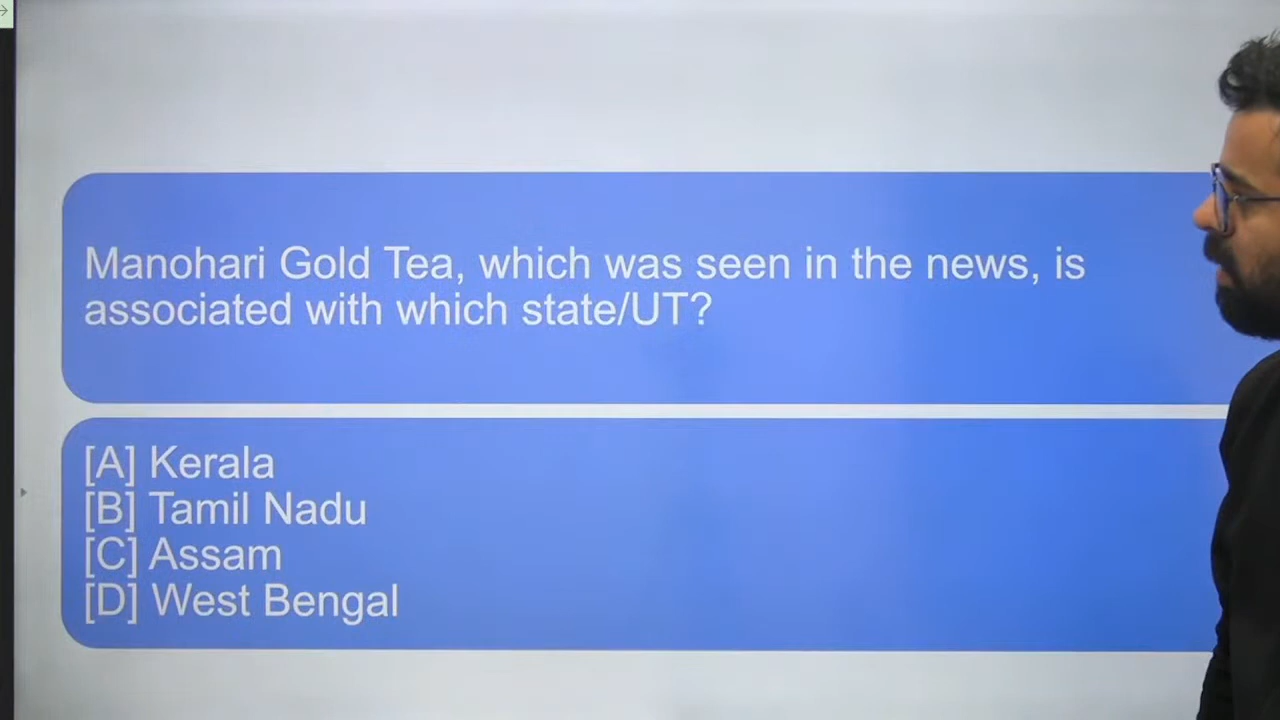 Manohari Gold Tea, which was seen in the news, is
associated with which state/UT?
[A] Kerala
[B] Tamil Nadu
[C] Assam
[D] West Bengal